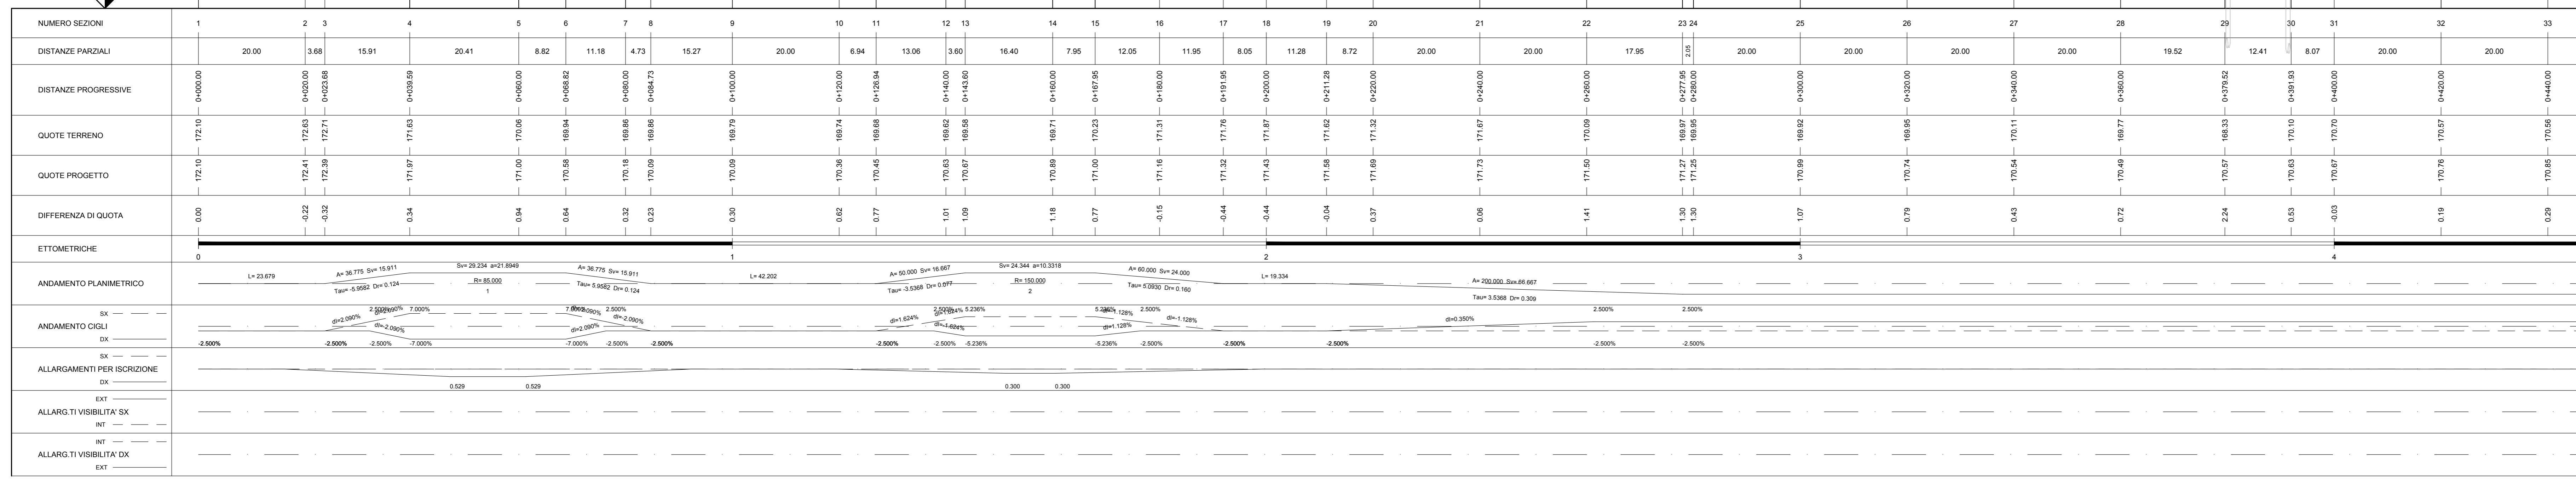 NUMERO SEZIONI 1 2 3 4 5 6 7 8 9 10 11 12 13 14 15 16 17 18 19 20 21 22 23 24 25 26 27 28 29 30 31 32 33
DISTANZE PARZIALI 20.00 3.68 15.91 20.41 8.82 11.18 4.73 15.27 20.00 6.94 13.06 3.60 16.40 7.95 12.05 11.95 8.05 11.28 8.72 20.00 20.00 17.95 2.05 20.00 20.00 20.00 20.00 19.52 12.41 8.07 20.00 20.00
DISTANZE PROGRESSIVE 0+000.00 0+020.00 0+023.68 0+039.59 0+060.00 0+068.82 0+080.00 0+084.73 0+100.00 0+120.00 0+126.94 0+140.00 0+143.60 0+160.00 0+167.95 0+180.00 0+191.95 0+200.00 0+211.28 0+220.00 0+240.00 0+260.00 0+277.95 0+280.00 0+300.00 0+320.00 0+340.00 0+360.00 0+379.52 0+391.93 0+400.00 0+420.00 0+440.00
QUOTE TERRENO 172.10 172.63 172.71 171.63 170.06 169.94 169.86 169.86 169.79 169.74 169.68 169.62 169.58 169.71 170.23 171.31 171.76 171.87 171.62 171.32 171.67 170.09 169.97 169.95 169.92 169.95 170.11 169.77 168.33 170.10 170.70 170.57 170.56
QUOTE PROGETTO 172.10 172.41 172.39 171.97 171.00 170.58 170.18 170.09 170.09 170.36 170.45 170.63 170.67 170.89 171.00 171.16 171.32 171.43 171.58 171.69 171.73 171.50 171.27 171.25 170.99 170.74 170.54 170.49 170.57 170.63 170.67 170.76 170.85
DIFFERENZA DI QUOTA 0.00 -0.22 -0.32 0.34 0.94 0.64 0.32 0.23 0.30 0.62 0.77 1.01 1.09 1.18 0.77 -0.15 -0.44 -0.44 -0.04 0.37 0.06 1.41 1.30 1.30 1.07 0.79 0.43 0.72 2.24 0.53 -0.03 0.19 0.29
ETTOMETRICHE
0 1 2 3 4
A= 36.775 Sv= 15.911 Sv= 29.234 a=21.8949 A= 36.775 Sv= 15.911 A= 50.000 Sv= 16.667 Sv= 24.344 a=10.3318 A= 60.000 Sv= 24.000
L= 23.679 L= 42.202 L= 19.334
ANDAMENTO PLANIMETRICO R= 85.000 R= 150.000 A= 200.000 Sv= 66.667
Tau= -5.9582 Dr= 0.124 1 Tau= 5.9582 Dr= 0.124 Tau= -3.5368 Dr= 0.077 2 Tau= 5.0930 Dr= 0.160 Tau= 3.5368 Dr= 0.309
SX 2.500% 7.000% 7.000% 2.500% 2.500% 5.236% 5.236% 2.500% 2.500% 2.500%
dl=2.090% dl=-2.090% dl=1.624% dl=-1.128% dl=0.350%
ANDAMENTO CIGLI dl=-2.090% dl=2.090% dl=-1.624% dl=1.128%
DX -2.500% -2.500% -2.500% -7.000% -7.000% -2.500% -2.500% -2.500% -2.500% -5.236% -5.236% -2.500% -2.500% -2.500% -2.500% -2.500%
SX
ALLARGAMENTI PER ISCRIZIONE
DX 0.529 0.529 0.300 0.300
EXT
ALLARG.TI VISIBILITA' SX
INT
INT
ALLARG.TI VISIBILITA' DX
EXT